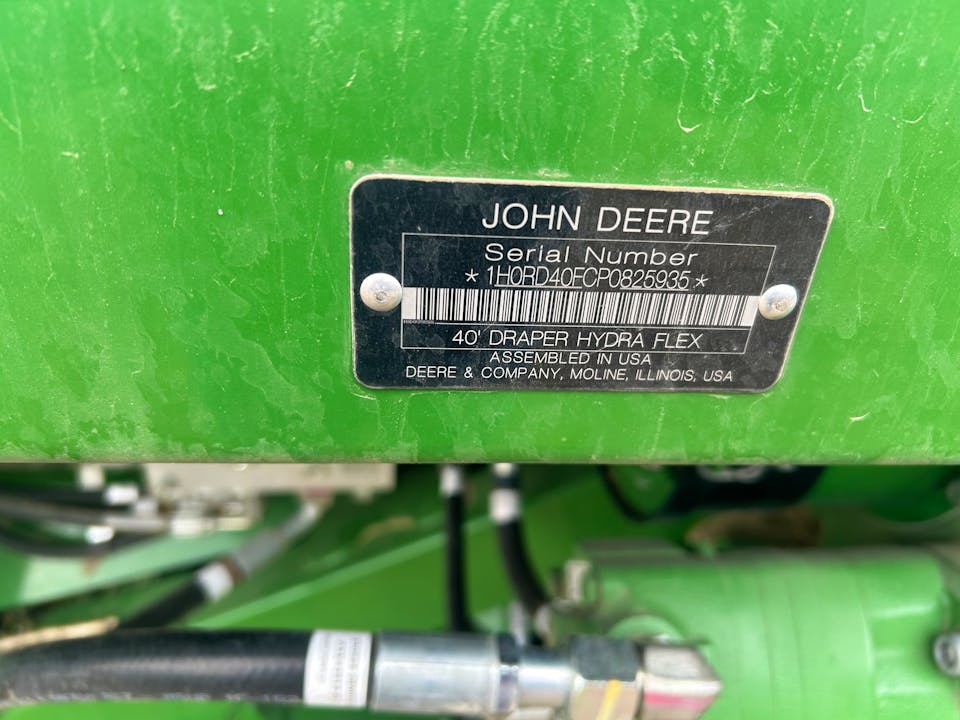 JOHN DEERE
Serial Number
*1H0RD40FCP0825935*
40' DRAPER HYDRA FLEX
ASSEMBLED IN USA
DEERE & COMPANY, MOLINE, ILLINOIS, USA